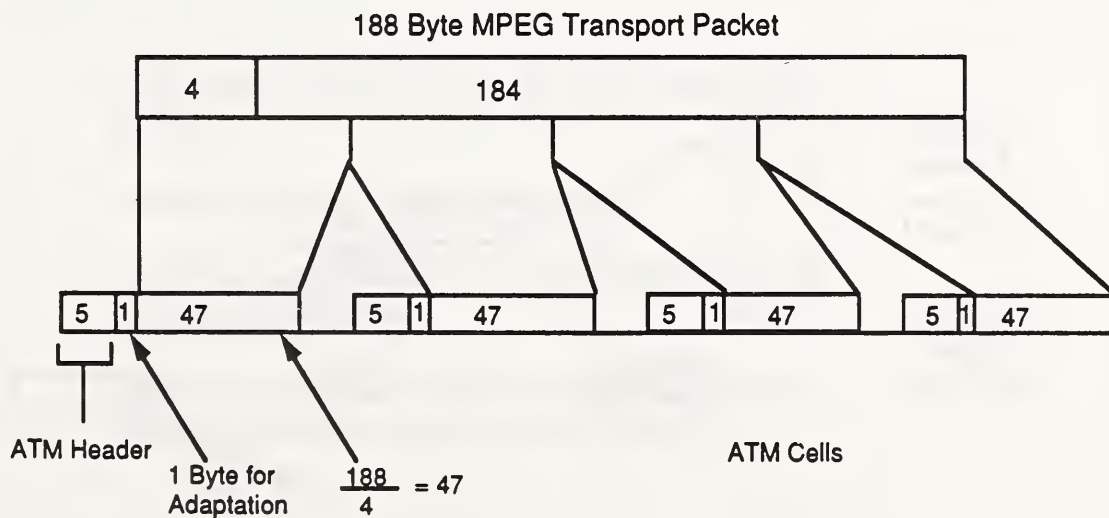 188 Byte MPEG Transport Packet
4 184
5 1 47 5 1 47 5 1 47 5 1 47
ATM Header
1 Byte for
Adaptation
188
4
= 47
ATM Cells